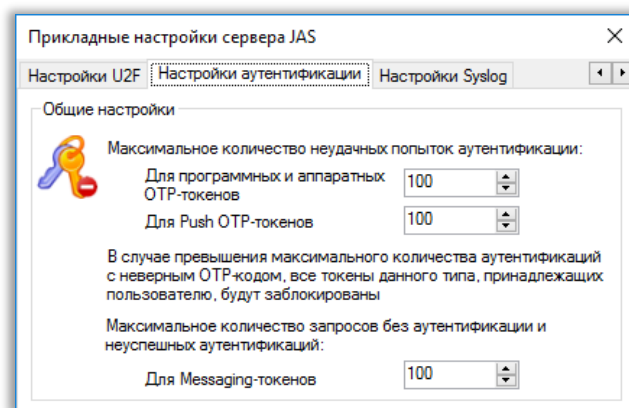 Прикладные настройки сервера JAS
Настройки U2F Настройки аутентификации Настройки Syslog
Общие настройки
Максимальное количество неудачных попыток аутентификации:
Для программных и аппаратных
OTP-токенов
100
Для Push OTP-токенов
100
В случае превышения максимального количества аутентификаций
с неверным OTP-кодом, все токены данного типа, принадлежащих
пользователю, будут заблокированы
Максимальное количество запросов без аутентификации и
неуспешных аутентификаций:
Для Messaging-токенов
100